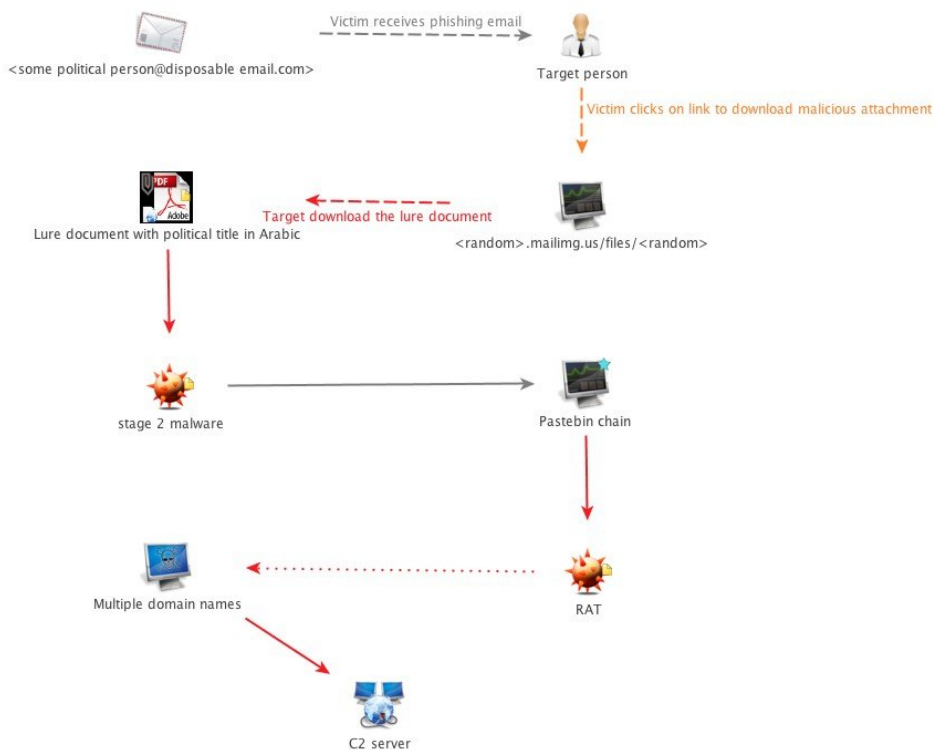 Victim receives phishing email
<some political person@disposable email.com>
Target person
Victim clicks on link to download malicious attachment
PDF
Adobe
Target download the lure document
Lure document with political title in Arabic
<random>.mailimg.us/files/<random>
stage 2 malware
Pastebin chain
Multiple domain names
RAT
C2 server